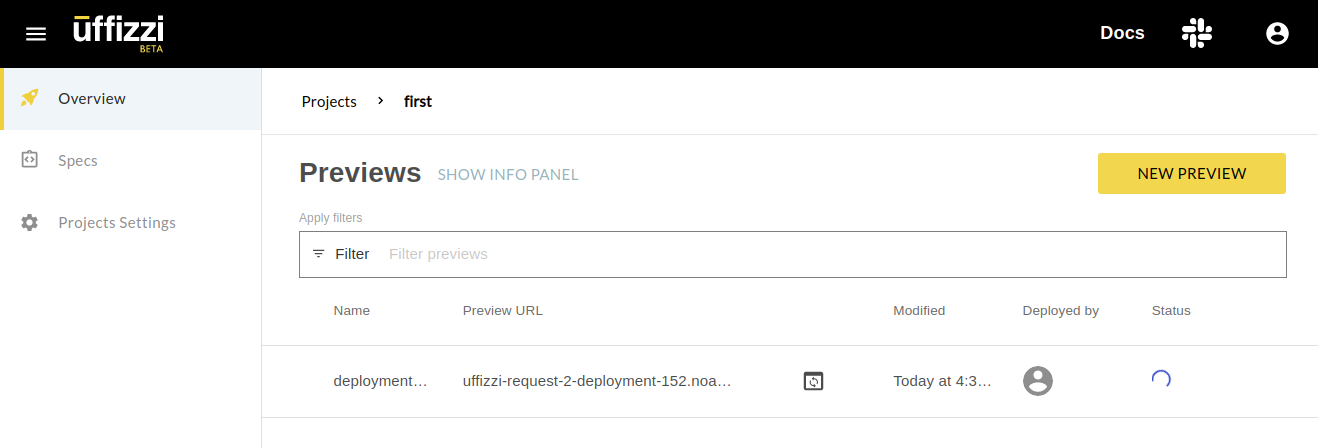 uffizzi
BETA
Docs
Overview
Specs
Projects Settings
Projects > first
Previews SHOW INFO PANEL
NEW PREVIEW
Apply filters
Filter Filter previews
Name Preview URL Modified Deployed by Status
deployment… uffizzi-request-2-deployment-152.noa… Today at 4:3…